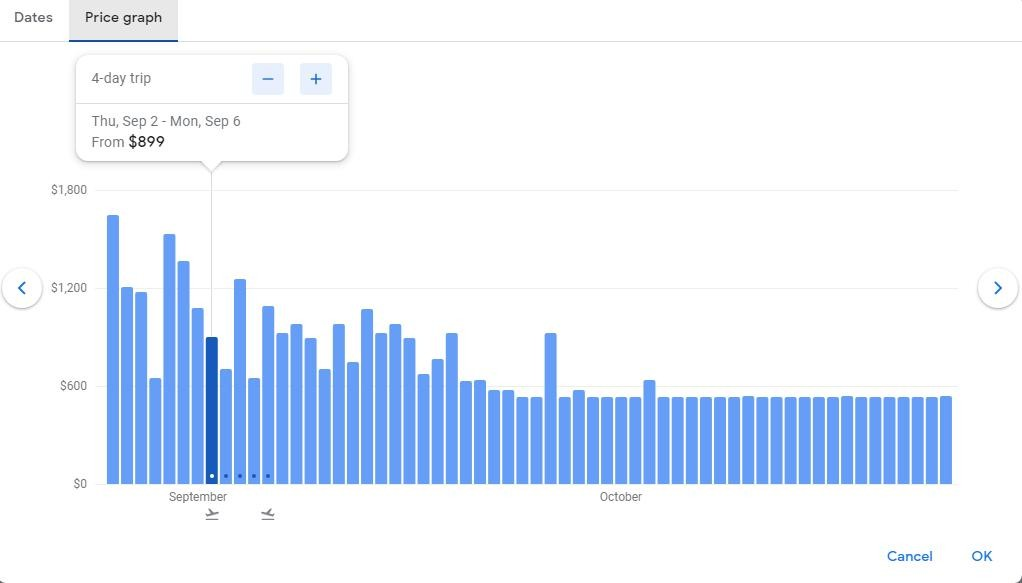 Dates Price graph
4-day trip
Thu, Sep 2 - Mon, Sep 6
From $899
$1,800
$1,200
$600
$0
September October
Cancel OK